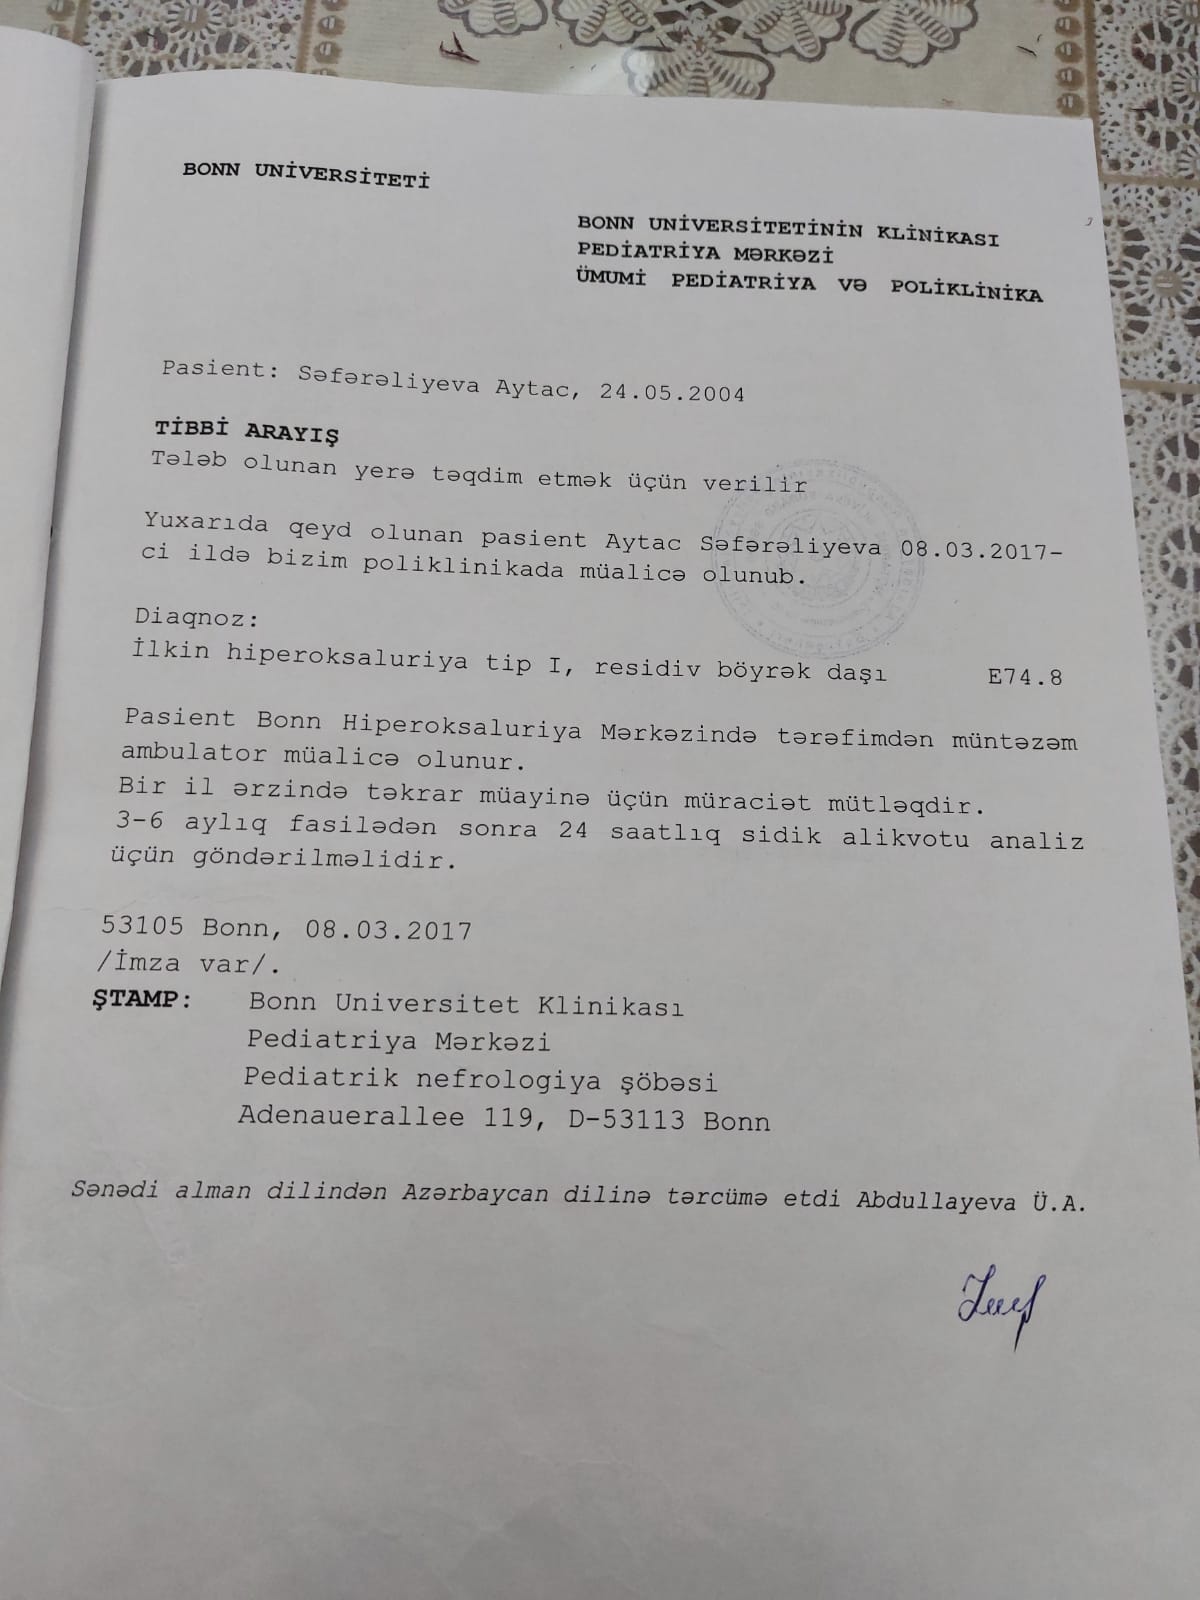 BONN UNİVERSİTETİ
BONN UNİVERSİTETİNİN KLİNİKASI
PEDİATRİYA MƏRKƏZİ
ÜMUMİ PEDİATRİYA VƏ POLİKLİNİKA
Pasient: Səfərəliyeva Aytac, 24.05.2004
TİBBİ ARAYIŞ
Tələb olunan yerə təqdim etmək üçün verilir
Yuxarıda qeyd olunan pasient Aytac Səfərəliyeva 08.03.2017-
ci ildə bizim poliklinikada müalicə olunub.
Diaqnoz:
İlkin hiperoksaluriya tip I, residiv böyrək daşı E74.8
Pasient Bonn Hiperoksaluriya Mərkəzində tərəfimdən müntəzəm
ambulator müalicə olunur.
Bir il ərzində təkrar müayinə üçün müraciət mütləqdir.
3-6 aylıq fasilədən sonra 24 saatlıq sidik alikvotu analiz
üçün göndərilməlidir.
53105 Bonn, 08.03.2017
/İmza var/.
ŞTAMP: Bonn Universitet Klinikası
Pediatriya Mərkəzi
Pediatrik nefrologiya şöbəsi
Adenauerallee 119, D-53113 Bonn
Sənədi alman dilindən Azərbaycan dilinə tərcümə etdi Abdullayeva Ü.A.